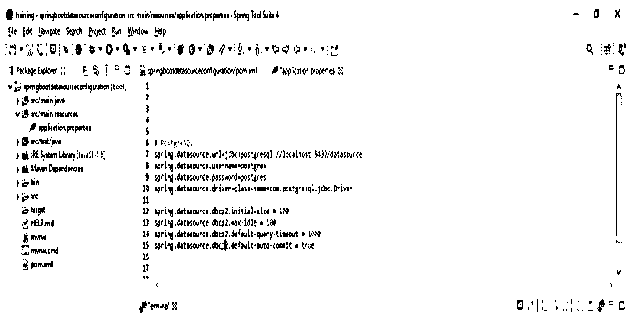 training - springbootdatasourceconfiguration/src/main/resources/application.properties - Spring Tool Suite 4
File Edit Navigate Search Project Run Window Help
Package Explorer
springbootdatasourceconfiguration/pom.xml
*application.properties
springbootdatasourceconfiguration [boot]
src/main/java
src/main/resources
application.properties
src/test/java
JRE System Library
Maven Dependencies
bin
src
target
HELP.md
mvnw
mvnw.cmd
pom.xml
1
2
3
4
5
6 # PostgreSQL
7 spring.datasource.url=jdbc:postgresql://localhost:5432/datasource
8 spring.datasource.username=postgres
9 spring.datasource.password=postgres
10 spring.datasource.driver-class-name=com.postgresql.jdbc.Driver
11
12 spring.datasource.dbcp2.initial-size = 100
13 spring.datasource.dbcp2.max-idle = 100
14 spring.datasource.dbcp2.default-query-timeout = 1000
15 spring.datasource.dbcp2.default-auto-commit = true
16
17
Terminal